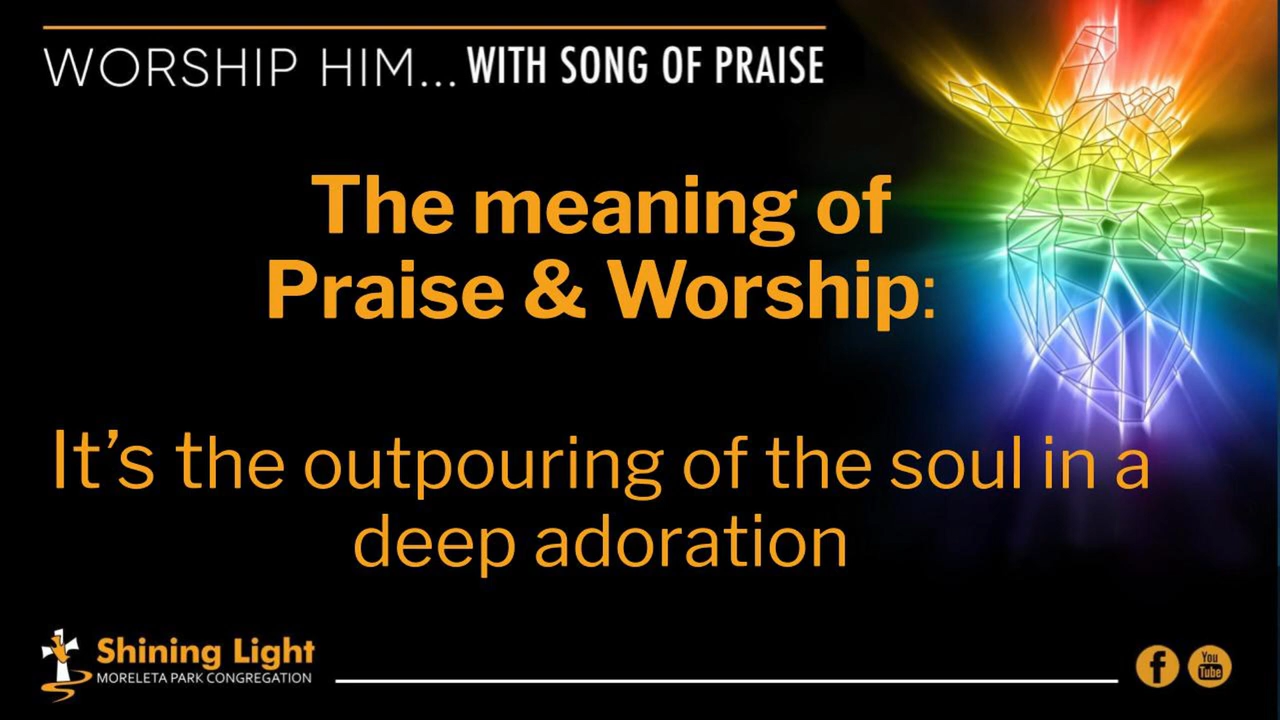 WORSHIP HIM... WITH SONG OF PRAISE
The meaning of
Praise & Worship:
It's the outpouring of the soul in a
deep adoration
Shining Light
MORELETA PARK CONGREGATION
f
You
Tube